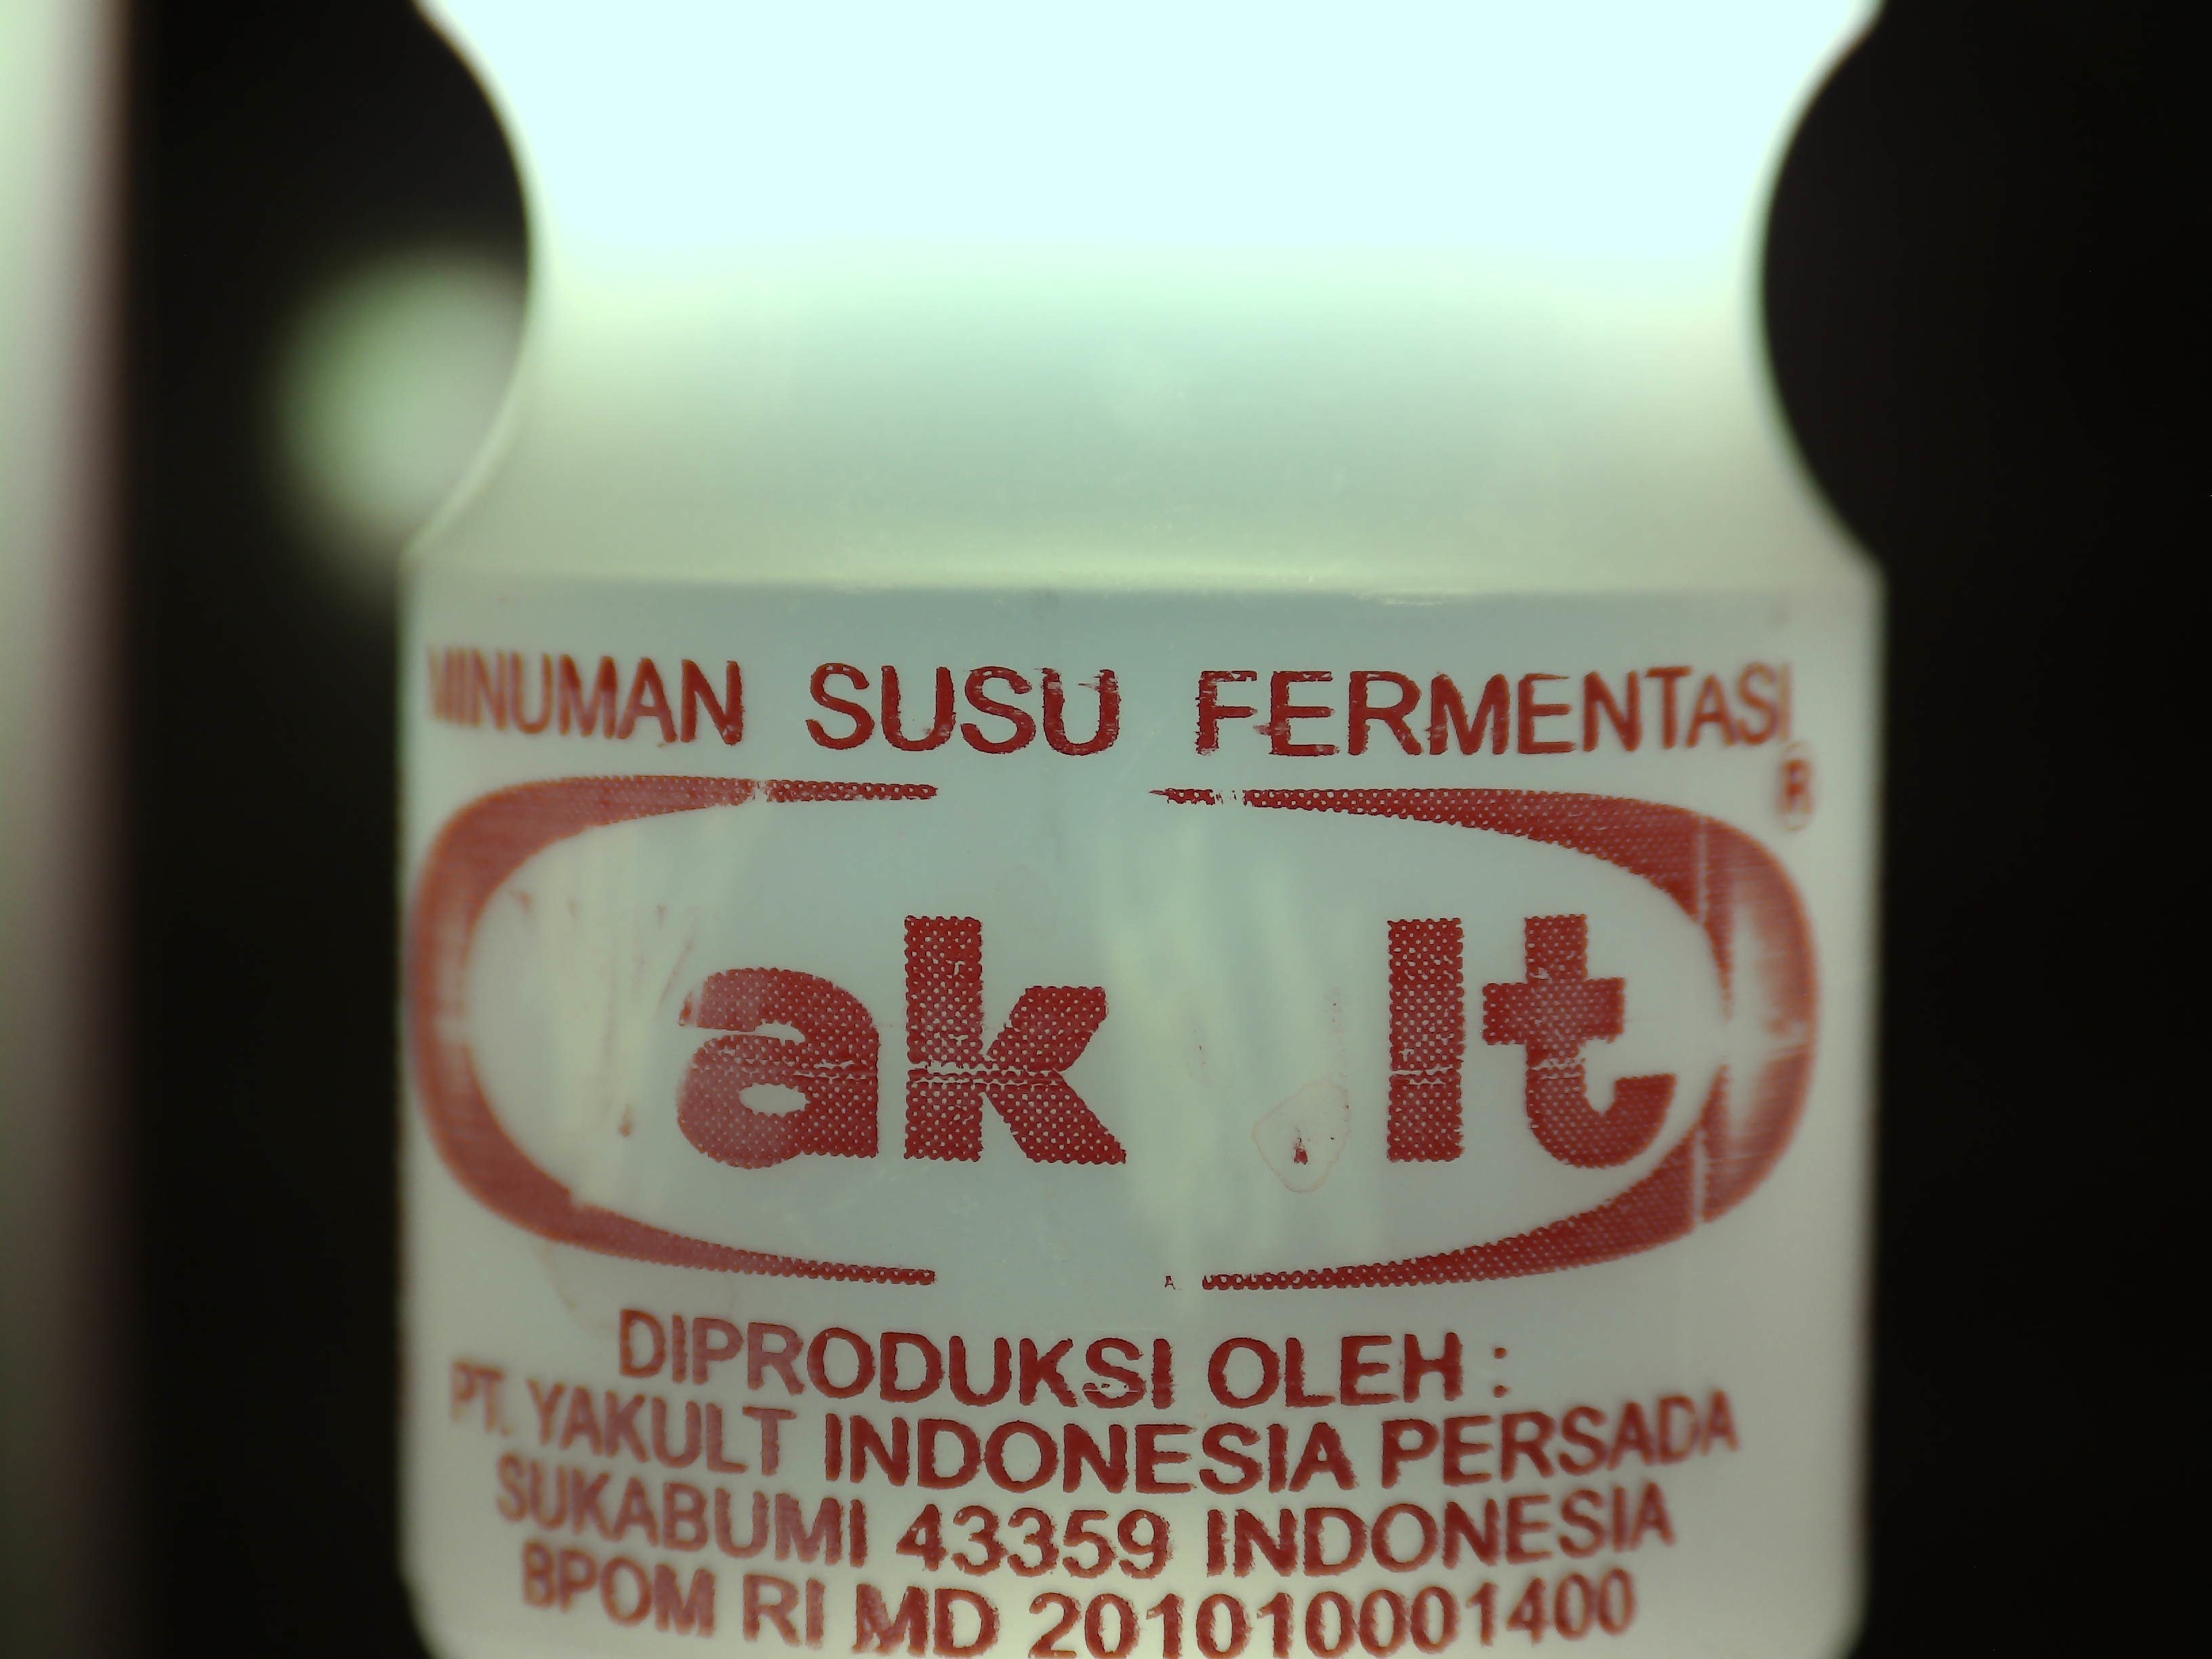 MINUMAN SUSU FERMENTASI
®
ak lt
DIPRODUKSI OLEH :
PT. YAKULT INDONESIA PERSADA
SUKABUMI 43359 INDONESIA
BPOM RI MD 201010001400